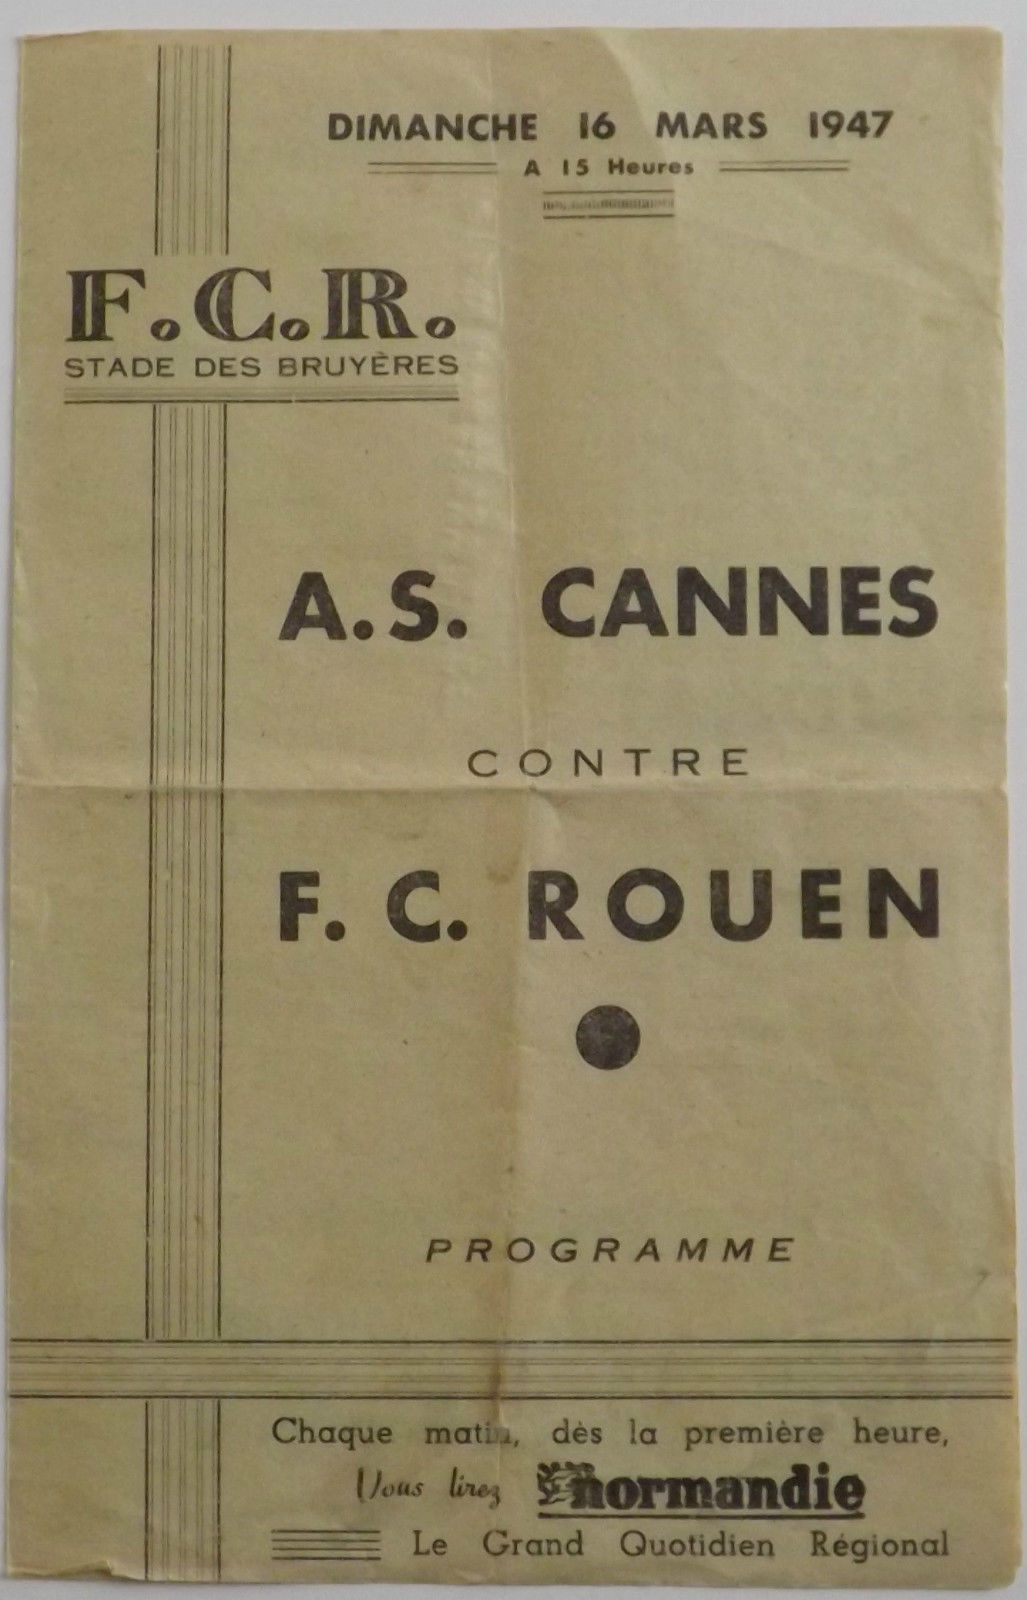 DIMANCHE 16 MARS 1947
A 15 Heures
F.C.R.
STADE DES BRUYÈRES
A.S. CANNES
CONTRE
F. C. ROUEN
PROGRAMME
Chaque matin, dès la première heure,
Vous lirez normandie
Le Grand Quotidien Régional